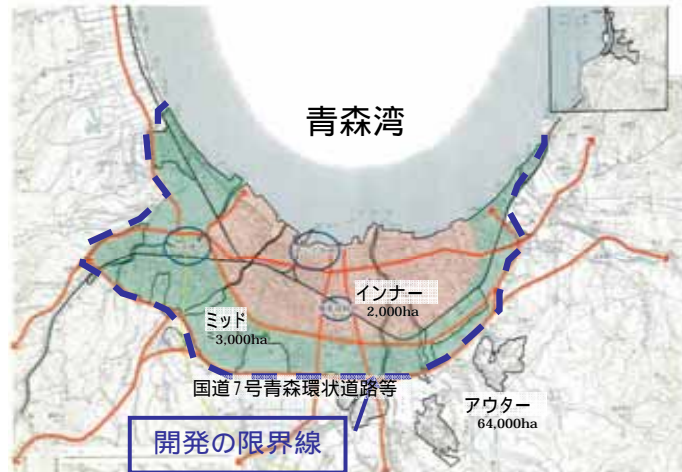 青森湾
インナー
2,000ha
ミッド
3,000ha
国道7号青森環状道路等
アウター
64,000ha
開発の限界線